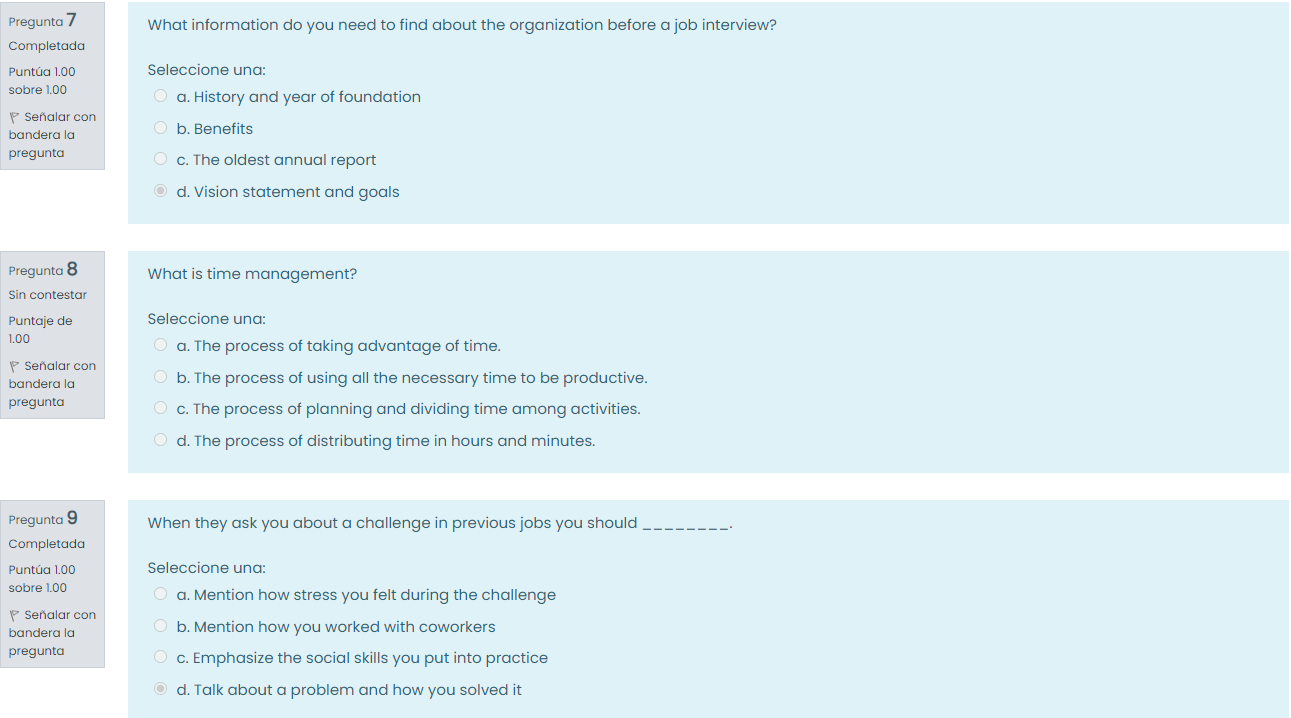 Pregunta 7
Completada
Puntúa 1.00
sobre 1.00
Señalar con
bandera la
pregunta
What information do you need to find about the organization before a job interview?
Seleccione una:
a. History and year of foundation
b. Benefits
c. The oldest annual report
d. Vision statement and goals
Pregunta 8
Sin contestar
Puntaje de
1.00
Señalar con
bandera la
pregunta
What is time management?
Seleccione una:
a. The process of taking advantage of time.
b. The process of using all the necessary time to be productive.
c. The process of planning and dividing time among activities.
d. The process of distributing time in hours and minutes.
Pregunta 9
Completada
Puntúa 1.00
sobre 1.00
Señalar con
bandera la
pregunta
When they ask you about a challenge in previous jobs you should ________.
Seleccione una:
a. Mention how stress you felt during the challenge
b. Mention how you worked with coworkers
c. Emphasize the social skills you put into practice
d. Talk about a problem and how you solved it